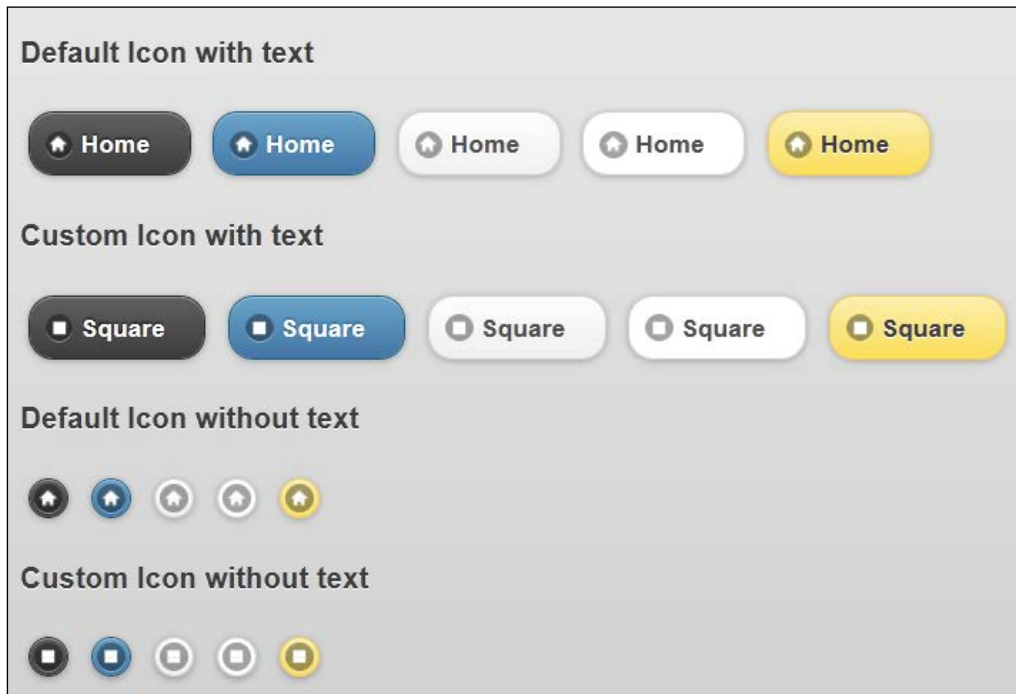 Default Icon with text
Home Home Home Home Home
Custom Icon with text
Square Square Square Square Square
Default Icon without text
Custom Icon without text